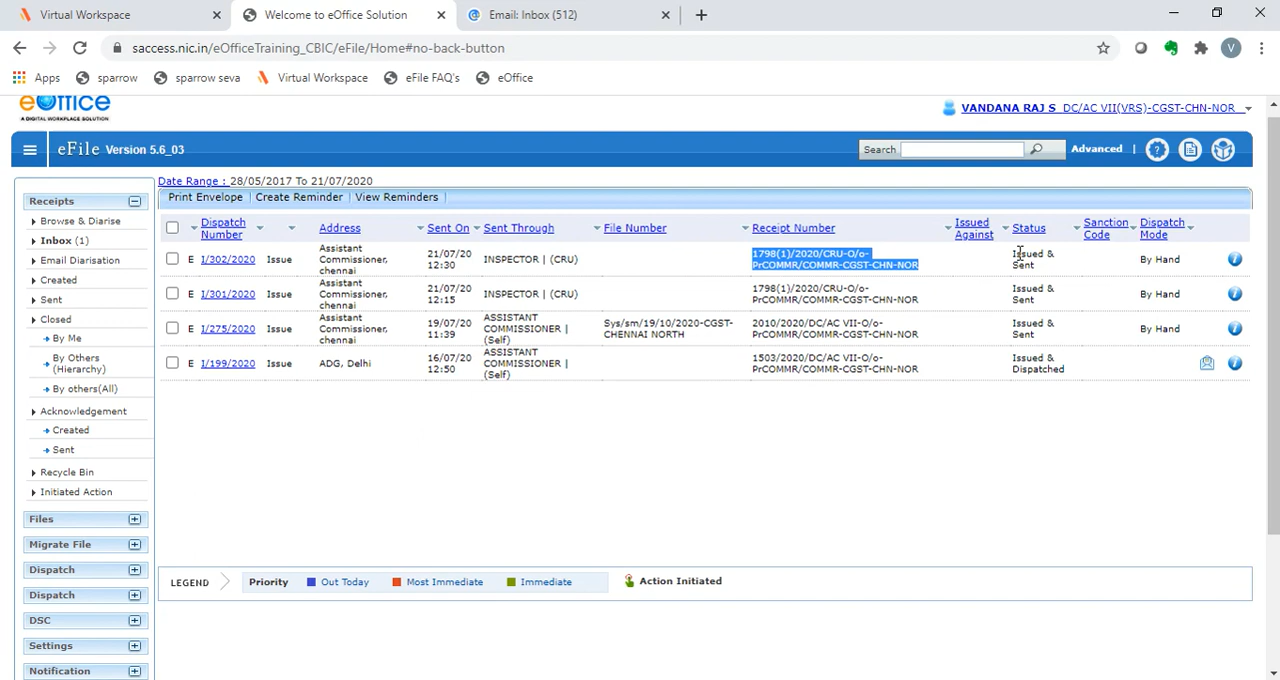 Virtual Workspace
Welcome to eOffice Solution
Email: Inbox (512)
saccess.nic.in/eOfficeTraining_CBIC/eFile/Home#no-back-button
V
Apps
sparrow
sparrow seva
Virtual Workspace
eFile FAQ's
eOffice
eOffice
A DIGITAL WORKPLACE SOLUTION
VANDANA RAJ S DC/AC VII(VRS)-CGST-CHN-NOR
eFile Version 5.6_03
Search
Advanced
Date Range : 28/05/2017 To 21/07/2020
Print Envelope
Create Reminder
View Reminders
Receipts
Browse & Diarise
Inbox (1)
Email Diarisation
Created
Sent
Closed
By Me
By Others
(Hierarchy)
By others(All)
Acknowledgement
Created
Sent
Recycle Bin
Initiated Action
Files
Migrate File
Dispatch
Dispatch
DSC
Settings
Notification
Dispatch
Number
Address
Sent On
Sent Through
File Number
Receipt Number
Issued
Against
Status
Sanction
Code
Dispatch
Mode
E
I/302/2020
Issue
Assistant
Commissioner,
chennai
21/07/20
12:30
INSPECTOR | (CRU)
1798(1)/2020/CRU-O/o-
PrCOMMR/COMMR-CGST-CHN-NOR
Issued &
Sent
By Hand
E
I/301/2020
Issue
Assistant
Commissioner,
chennai
21/07/20
12:15
INSPECTOR | (CRU)
1798(1)/2020/CRU-O/o-
PrCOMMR/COMMR-CGST-CHN-NOR
Issued &
Sent
By Hand
E
I/275/2020
Issue
Assistant
Commissioner,
chennai
19/07/20
11:39
ASSISTANT
COMMISSIONER |
(Self)
Sys/sm/19/10/2020-CGST-
CHENNAI NORTH
2010/2020/DC/AC VII-O/o-
PrCOMMR/COMMR-CGST-CHN-NOR
Issued &
Sent
By Hand
E
I/199/2020
Issue
ADG, Delhi
16/07/20
12:50
ASSISTANT
COMMISSIONER |
(Self)
1503/2020/DC/AC VII-O/o-
PrCOMMR/COMMR-CGST-CHN-NOR
Issued &
Dispatched
LEGEND
Priority
Out Today
Most Immediate
Immediate
Action Initiated